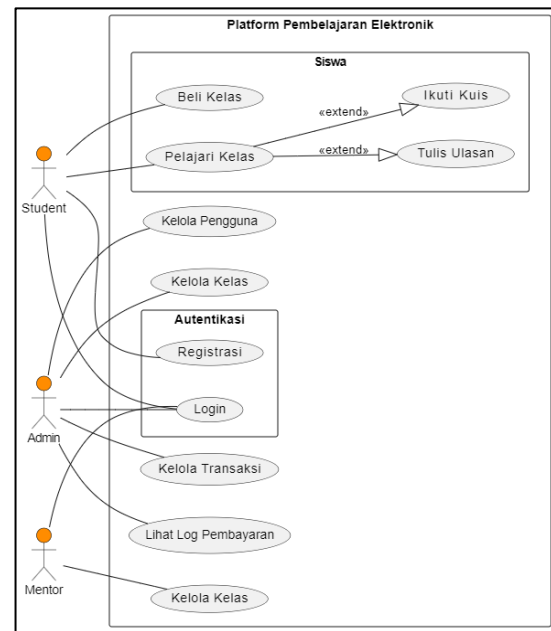 Platform Pembelajaran Elektronik
Siswa
Beli Kelas
Ikuti Kuis
«extend»
Pelajari Kelas
«extend»
Tulis Ulasan
Student
Kelola Pengguna
Kelola Kelas
Autentikasi
Registrasi
Login
Admin
Kelola Transaksi
Lihat Log Pembayaran
Mentor
Kelola Kelas